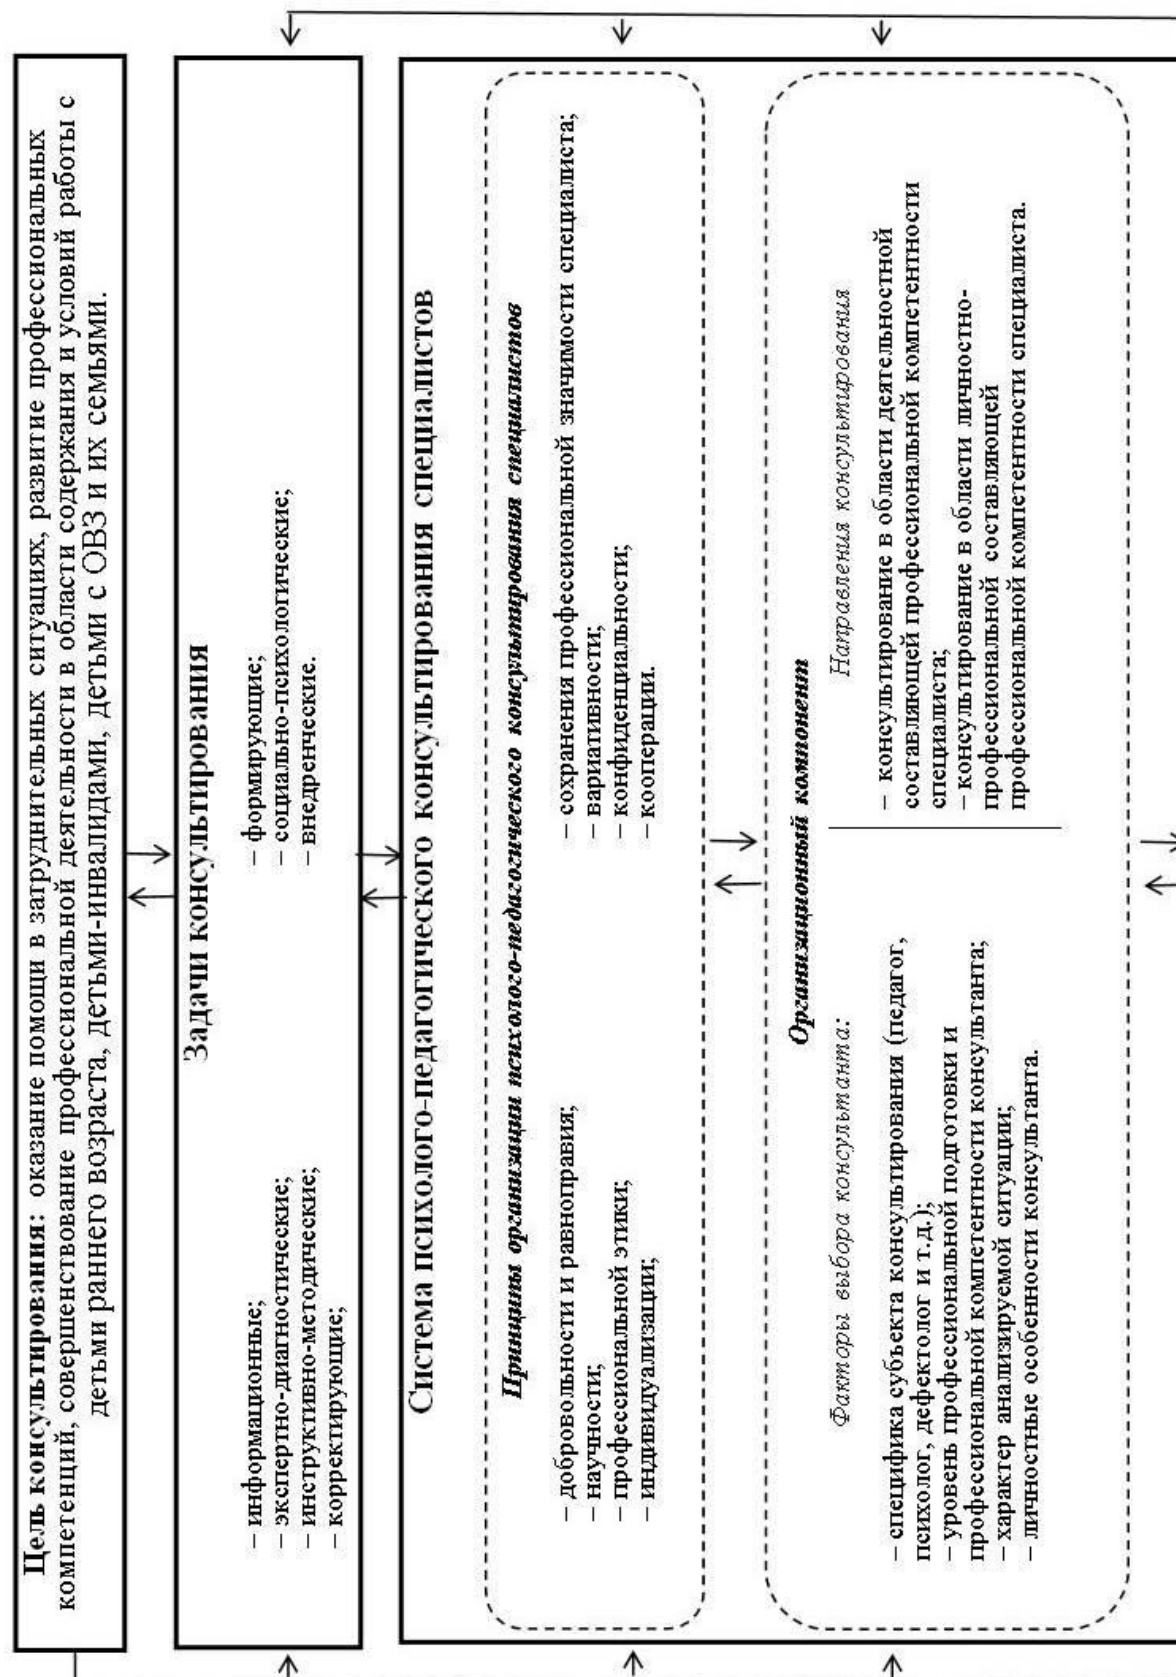 Цель консультирования: оказание помощи в затруднительных ситуациях, развитие профессиональных
компетенций, совершенствование профессиональной деятельности в области содержания и условий работы с
детьми раннего возраста, детьми-инвалидами, детьми с ОВЗ и их семьями.
Задачи консультирования
– информационные;
– экспертно-диагностические;
– инструктивно-методические;
– корректирующие;
– формирующие;
– социально-психологические;
– внедренческие.
Система психолого-педагогического консультирования специалистов
Принципы организации психолого-педагогического консультирования специалистов
– добровольности и равноправия;
– научности;
– профессиональной этики;
– индивидуализации;
– сохранения профессиональной значимости специалиста;
– вариативности;
– конфиденциальности;
– кооперации.
Организационный компонент
Факторы выбора консультанта:
– специфика субъекта консультирования (педагог,
психолог, дефектолог и т.д.);
– уровень профессиональной подготовки и
профессиональной компетентности консультанта;
– характер анализируемой ситуации;
– личностные особенности консультанта.
Направления консультирования
– консультирование в области деятельностной
составляющей профессиональной компетентности
специалиста;
– консультирование в области личностно-
профессиональной составляющей
профессиональной компетентности специалиста.